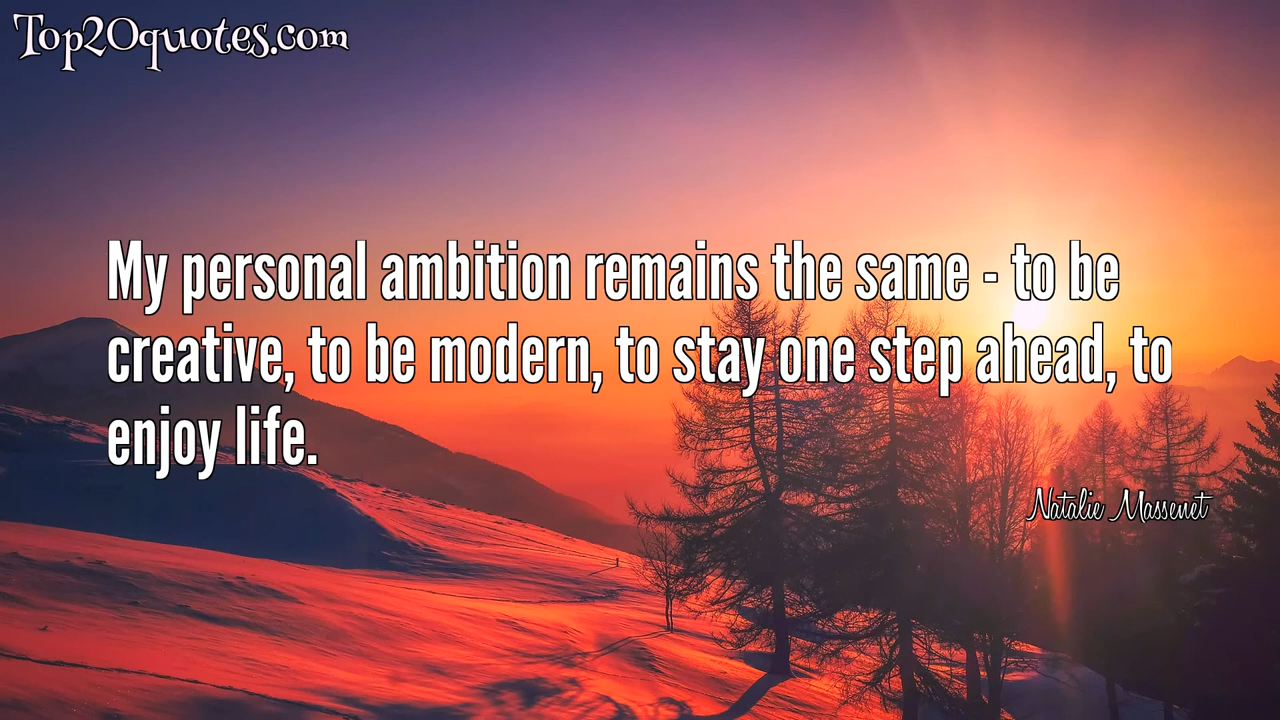 Top20quotes.com
My personal ambition remains the same - to be
creative, to be modern, to stay one step ahead, to
enjoy life.
Natalie Massenet